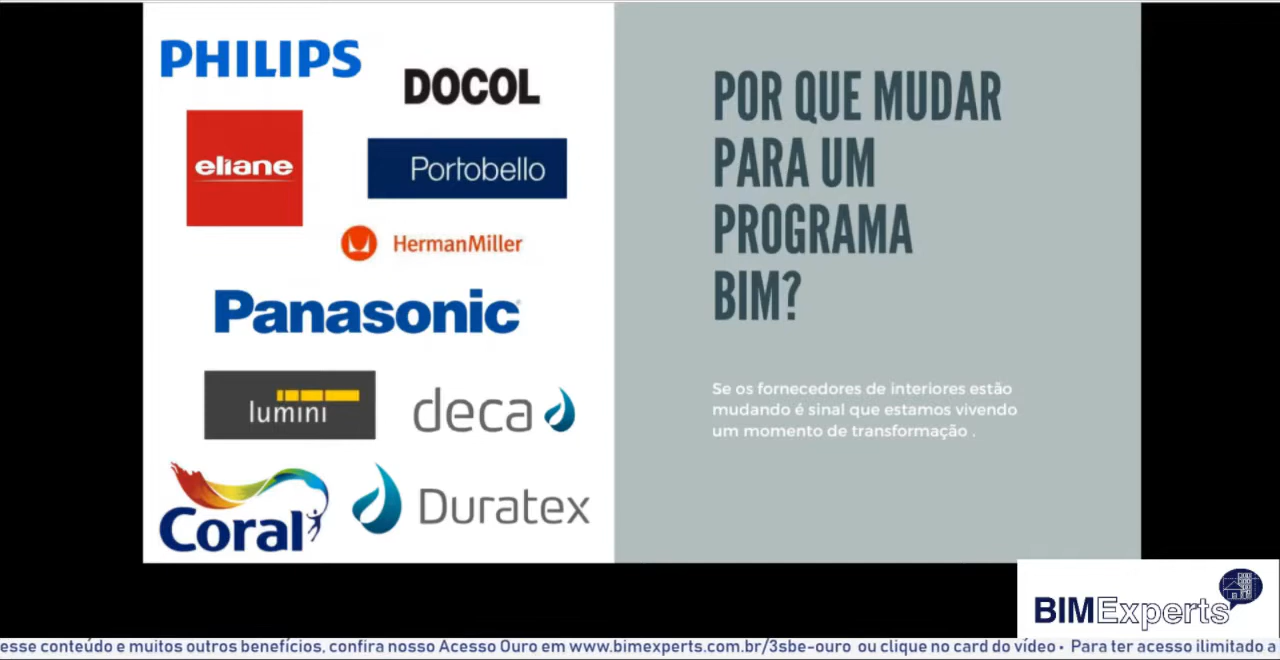 PHILIPS
DOCOL
eliane
Portobello
HermanMiller
Panasonic
lumini
deca
Coral
Duratex
POR QUE MUDAR
PARA UM
PROGRAMA
BIM?
Se os fornecedores de interiores estão
mudando é sinal que estamos vivendo
um momento de transformação .
BIMExperts
esse conteúdo e muitos outros benefícios, confira nosso Acesso Ouro em www.bimexperts.com.br/3sbe-ouro ou clique no card do vídeo • Para ter acesso ilimitado a